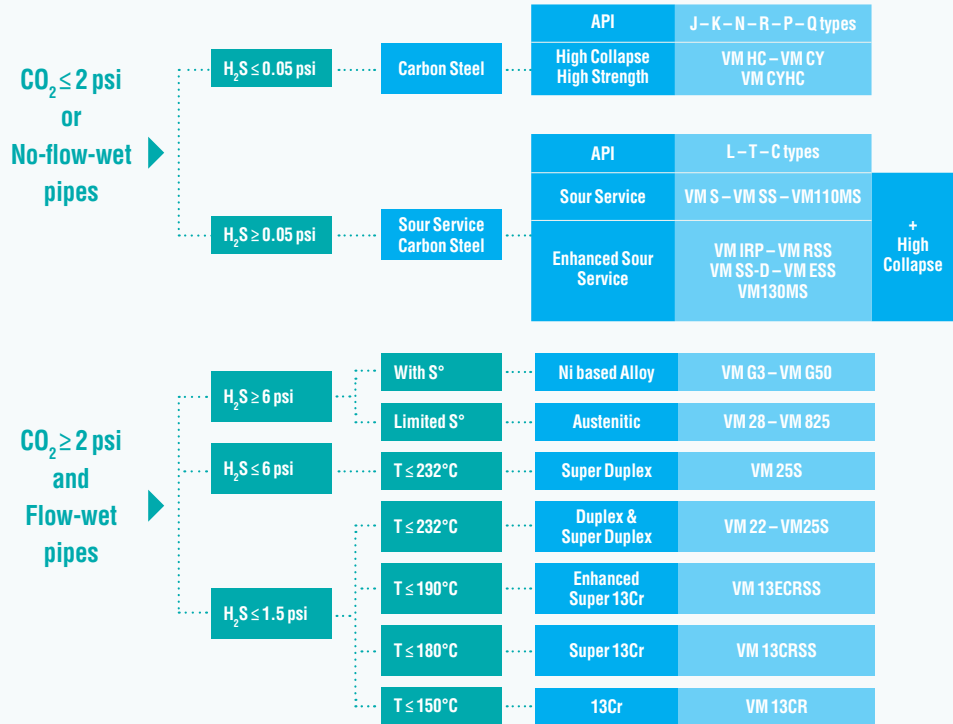 CO₂ ≤ 2 psi
or
No-flow-wet
pipes
H₂S ≤ 0.05 psi
Carbon Steel
API
J – K – N – R – P – Q types
High Collapse
High Strength
VM HC – VM CY
VM CYHC
H₂S ≥ 0.05 psi
Sour Service
Carbon Steel
API
L – T – C types
Sour Service
VM S – VM SS – VM110MS
Enhanced Sour
Service
VM IRP – VM RSS
VM SS-D – VM ESS
VM130MS
+
High
Collapse
CO₂ ≥ 2 psi
and
Flow-wet
pipes
H₂S ≥ 6 psi
With S°
Ni based Alloy
VM G3 – VM G50
Limited S°
Austenitic
VM 28 – VM 825
H₂S ≤ 6 psi
T ≤ 232°C
Super Duplex
VM 25S
H₂S ≤ 1.5 psi
T ≤ 232°C
Duplex &
Super Duplex
VM 22 – VM25S
T ≤ 190°C
Enhanced
Super 13Cr
VM 13ECRSS
T ≤ 180°C
Super 13Cr
VM 13CRSS
T ≤ 150°C
13Cr
VM 13CR